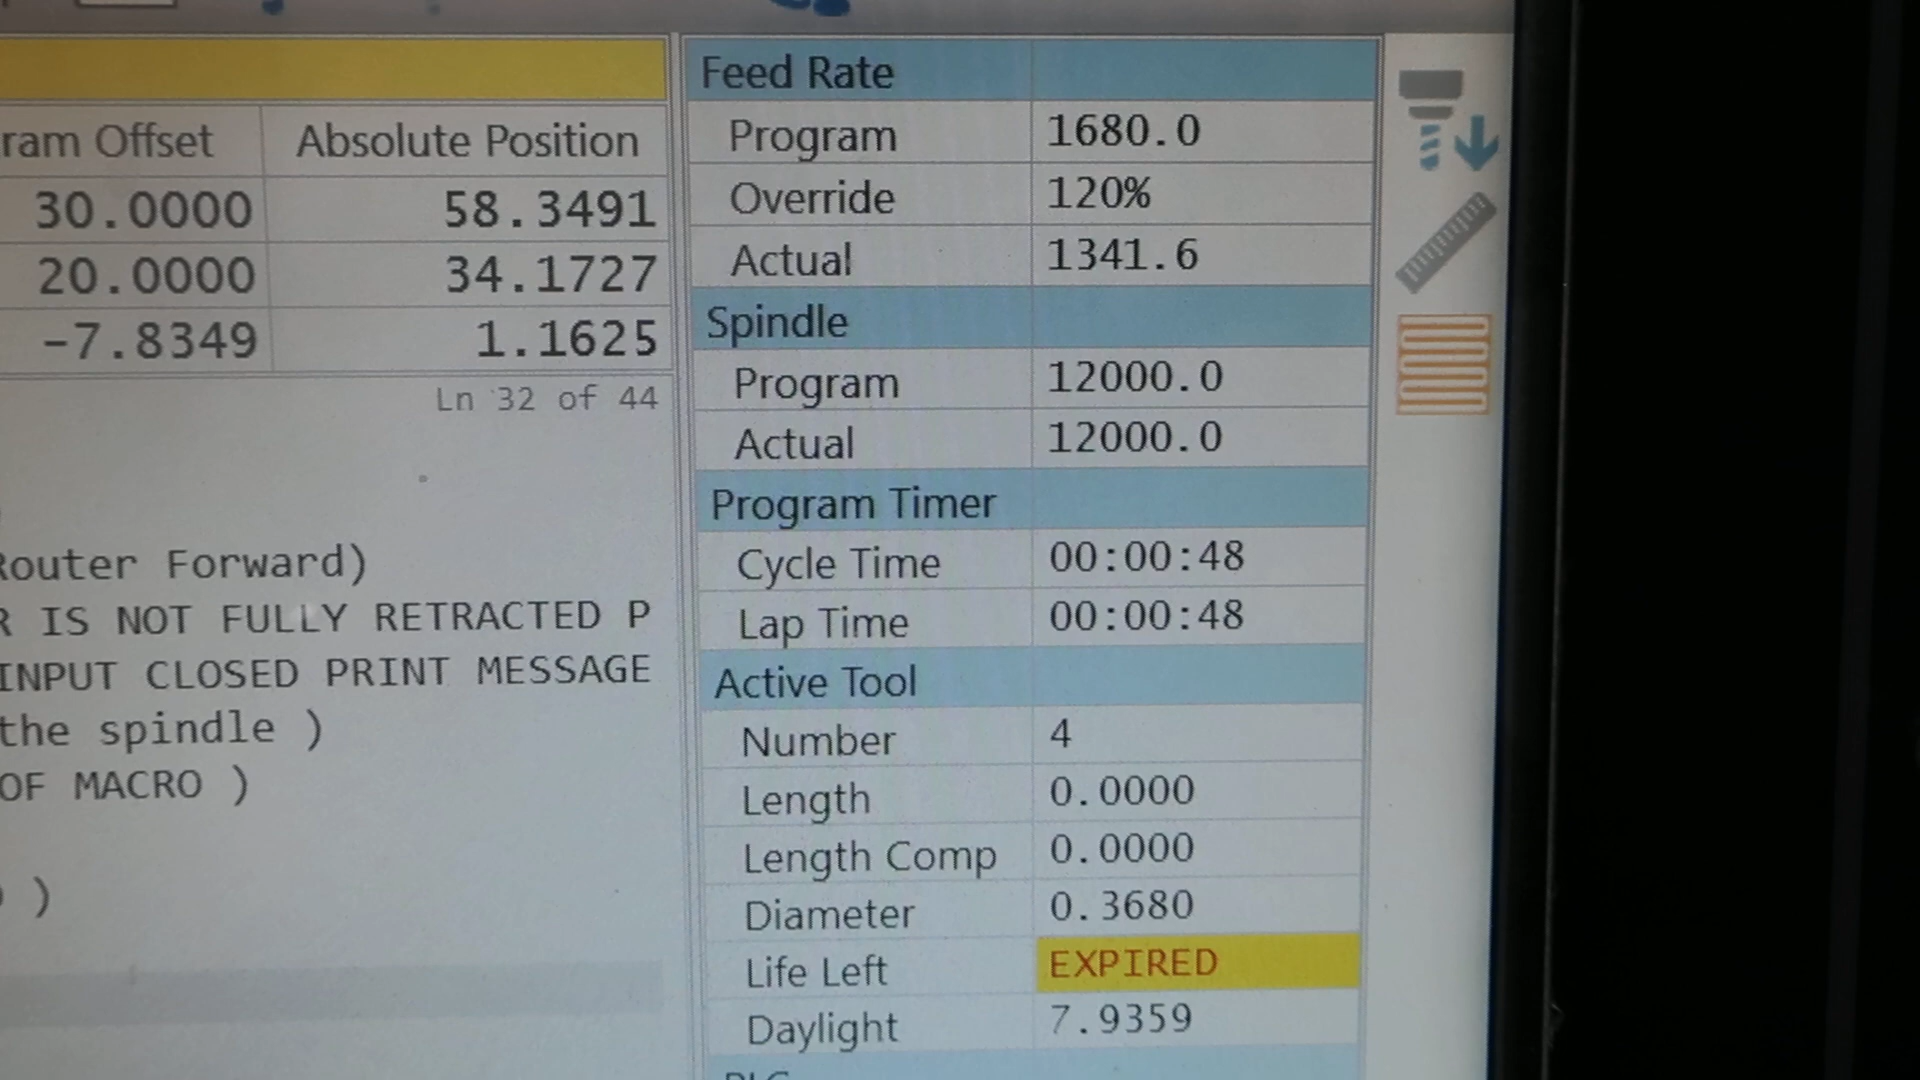 ram Offset Absolute Position
30.0000 58.3491
20.0000 34.1727
-7.8349 1.1625
Ln 32 of 44
Router Forward)
R IS NOT FULLY RETRACTED P
INPUT CLOSED PRINT MESSAGE
the spindle )
OF MACRO )
)
Feed Rate
Program 1680.0
Override 120%
Actual 1341.6
Spindle
Program 12000.0
Actual 12000.0
Program Timer
Cycle Time 00:00:48
Lap Time 00:00:48
Active Tool
Number 4
Length 0.0000
Length Comp 0.0000
Diameter 0.3680
Life Left EXPIRED
Daylight 7.9359